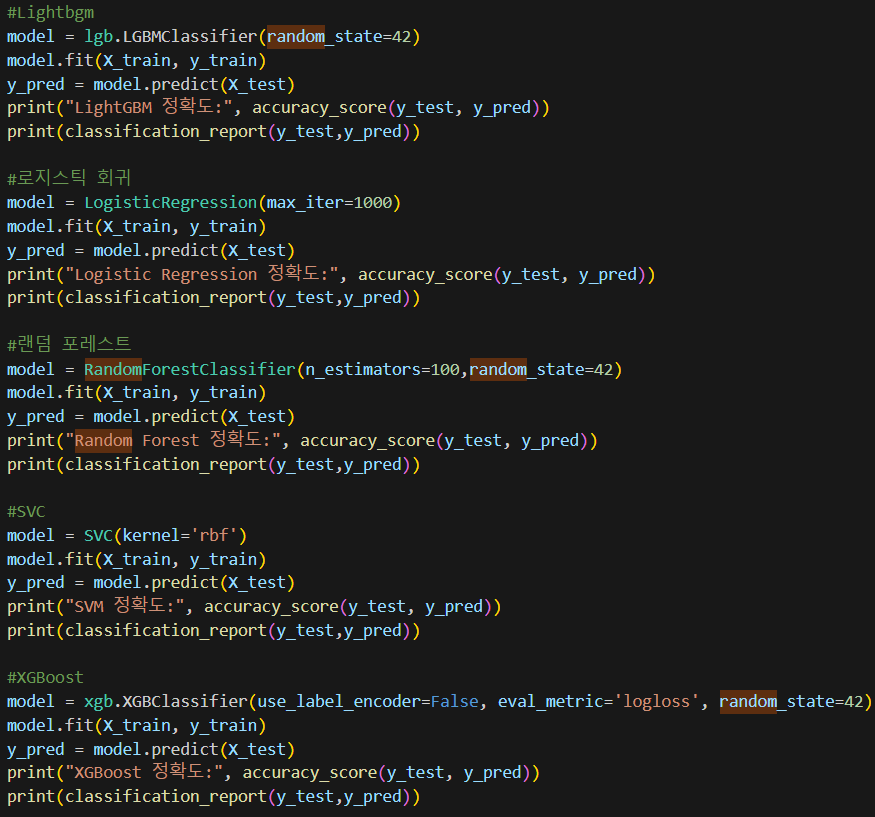 #Lightbgm
model = lgb.LGBMClassifier(random_state=42)
model.fit(X_train, y_train)
y_pred = model.predict(X_test)
print("LightGBM 정확도:", accuracy_score(y_test, y_pred))
print(classification_report(y_test,y_pred))
#로지스틱 회귀
model = LogisticRegression(max_iter=1000)
model.fit(X_train, y_train)
y_pred = model.predict(X_test)
print("Logistic Regression 정확도:", accuracy_score(y_test, y_pred))
print(classification_report(y_test,y_pred))
#랜덤 포레스트
model = RandomForestClassifier(n_estimators=100,random_state=42)
model.fit(X_train, y_train)
y_pred = model.predict(X_test)
print("Random Forest 정확도:", accuracy_score(y_test, y_pred))
print(classification_report(y_test,y_pred))
#SVC
model = SVC(kernel='rbf')
model.fit(X_train, y_train)
y_pred = model.predict(X_test)
print("SVM 정확도:", accuracy_score(y_test, y_pred))
print(classification_report(y_test,y_pred))
#XGBoost
model = xgb.XGBClassifier(use_label_encoder=False, eval_metric='logloss', random_state=42)
model.fit(X_train, y_train)
y_pred = model.predict(X_test)
print("XGBoost 정확도:", accuracy_score(y_test, y_pred))
print(classification_report(y_test,y_pred))